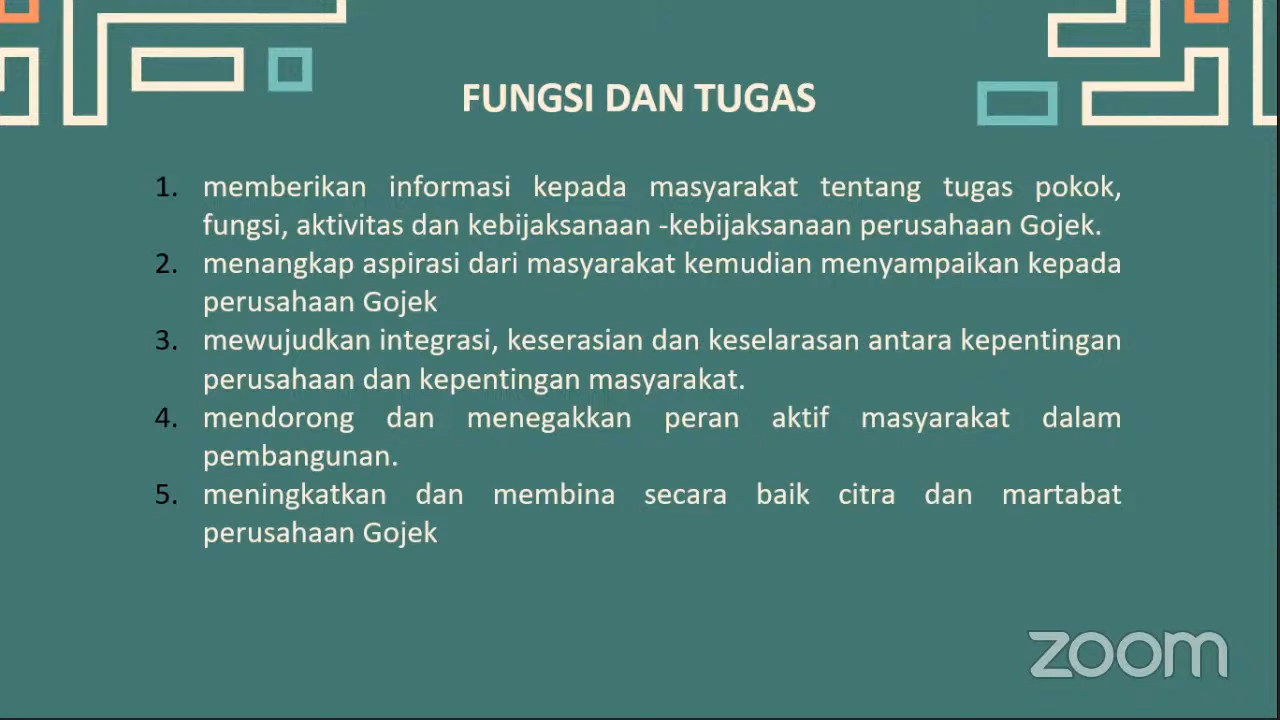 FUNGSI DAN TUGAS
1. memberikan informasi kepada masyarakat tentang tugas pokok,
fungsi, aktivitas dan kebijaksanaan -kebijaksanaan perusahaan Gojek.
2. menangkap aspirasi dari masyarakat kemudian menyampaikan kepada
perusahaan Gojek
3. mewujudkan integrasi, keserasian dan keselarasan antara kepentingan
perusahaan dan kepentingan masyarakat.
4. mendorong dan menegakkan peran aktif masyarakat dalam
pembangunan.
5. meningkatkan dan membina secara baik citra dan martabat
perusahaan Gojek
zoom